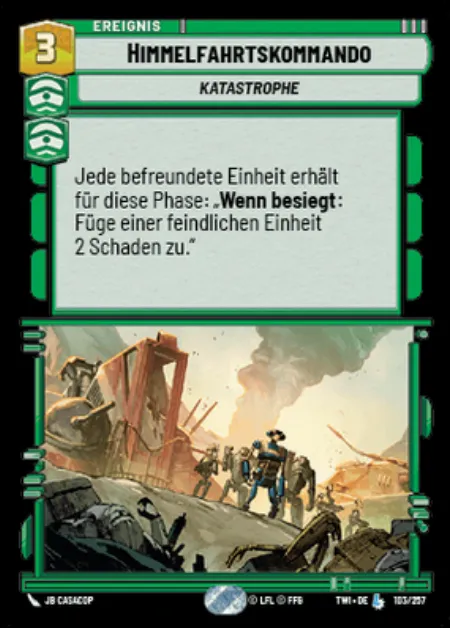 EREIGNIS
3
HIMMELFAHRTSKOMMANDO
KATASTROPHE
Jede befreundete Einheit erhält
für diese Phase: „Wenn besiegt:
Füge einer feindlichen Einheit
2 Schaden zu.“
JB CASACOP
© LFL © FFG
TWI • DE L 103/257